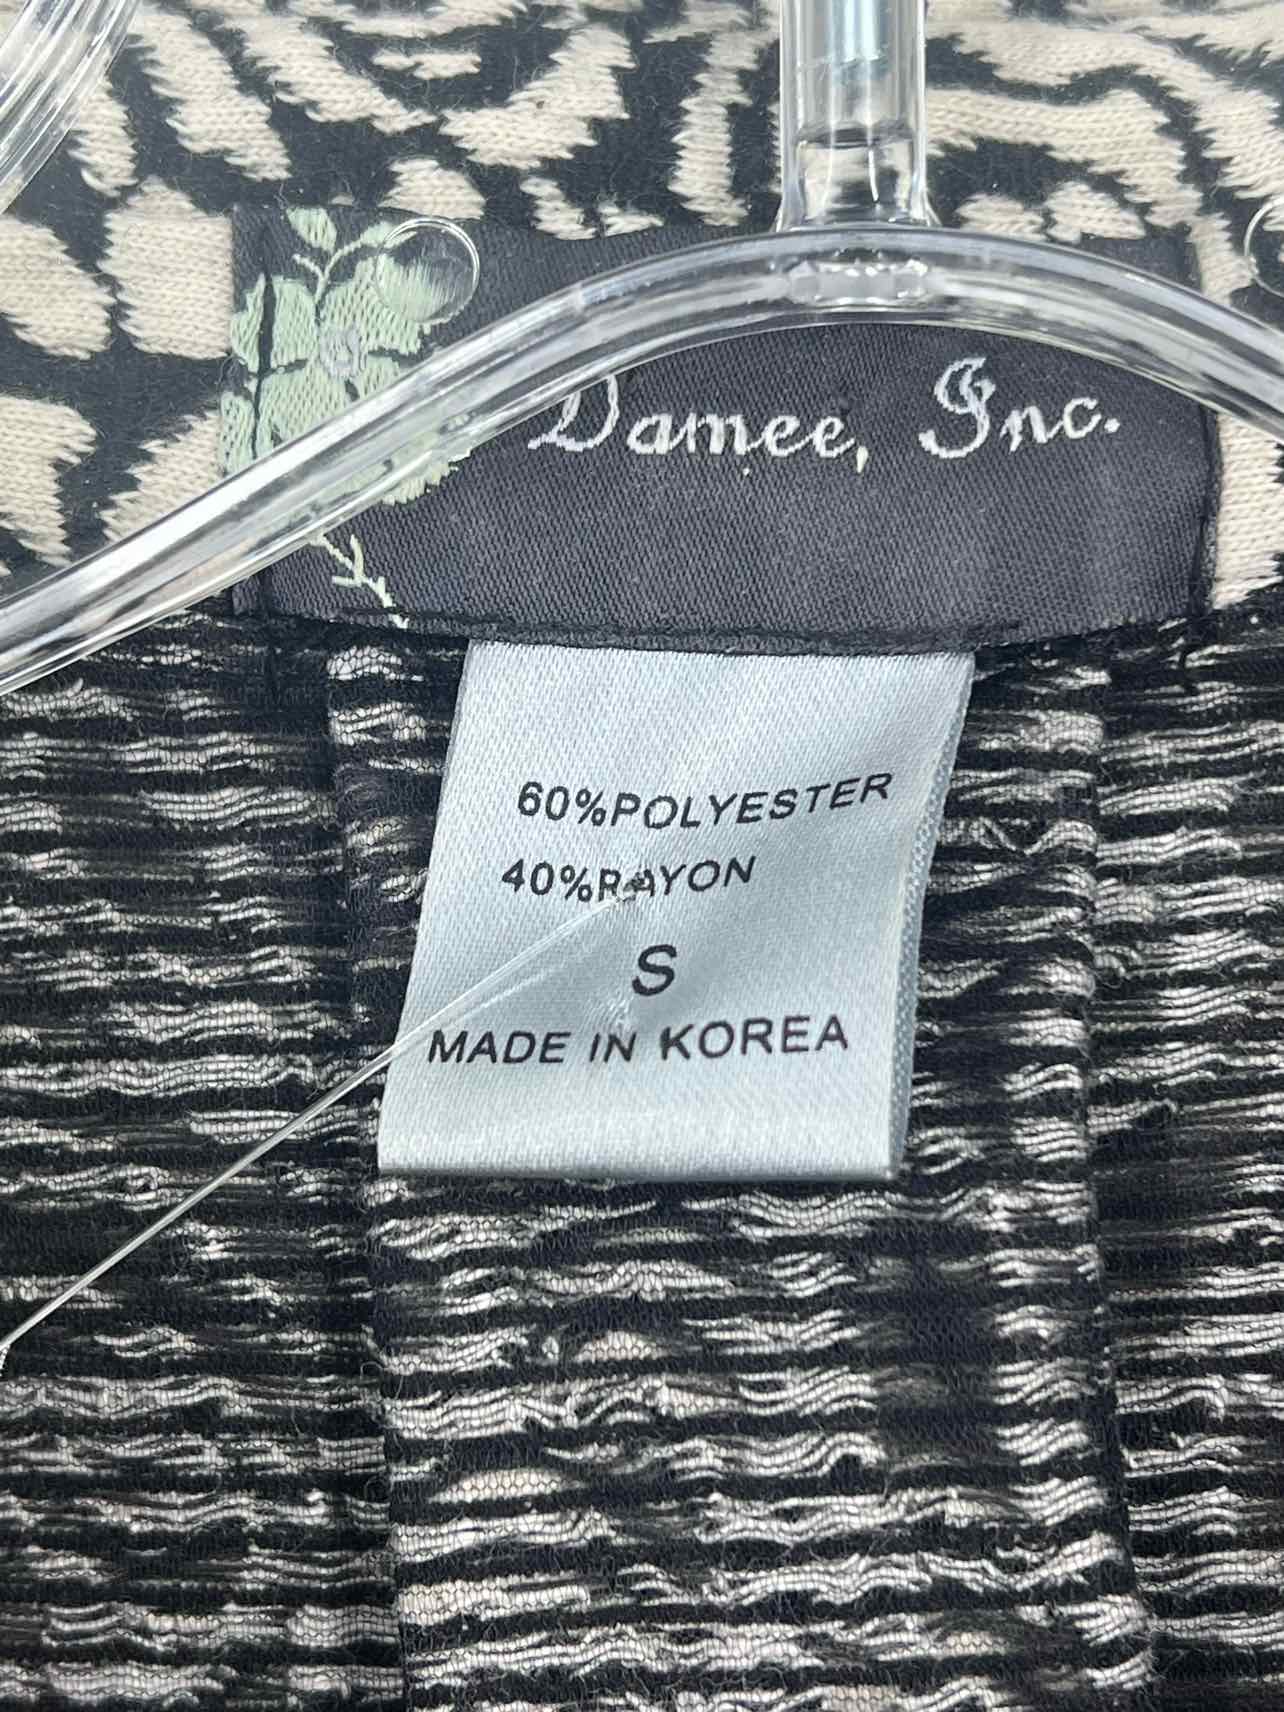 Damee, Inc.
60%POLYESTER
40%RAYON
S
MADE IN KOREA